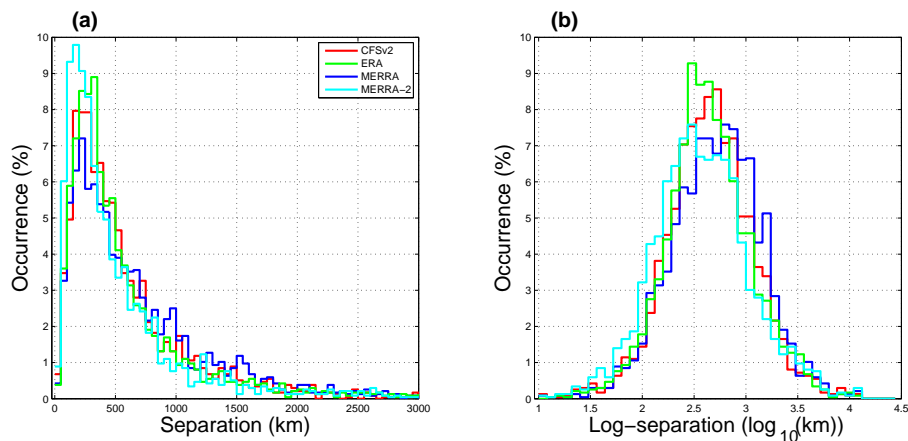 (a)
10
9
8
7
6
5
4
3
2
1
0
Occurrence (%)
CFSv2
ERA
MERRA
MERRA−2
0 500 1000 1500 2000 2500 3000
Separation (km)
(b)
10
9
8
7
6
5
4
3
2
1
0
Occurrence (%)
1 1.5 2 2.5 3 3.5 4 4.5
Log−separation (log10(km))